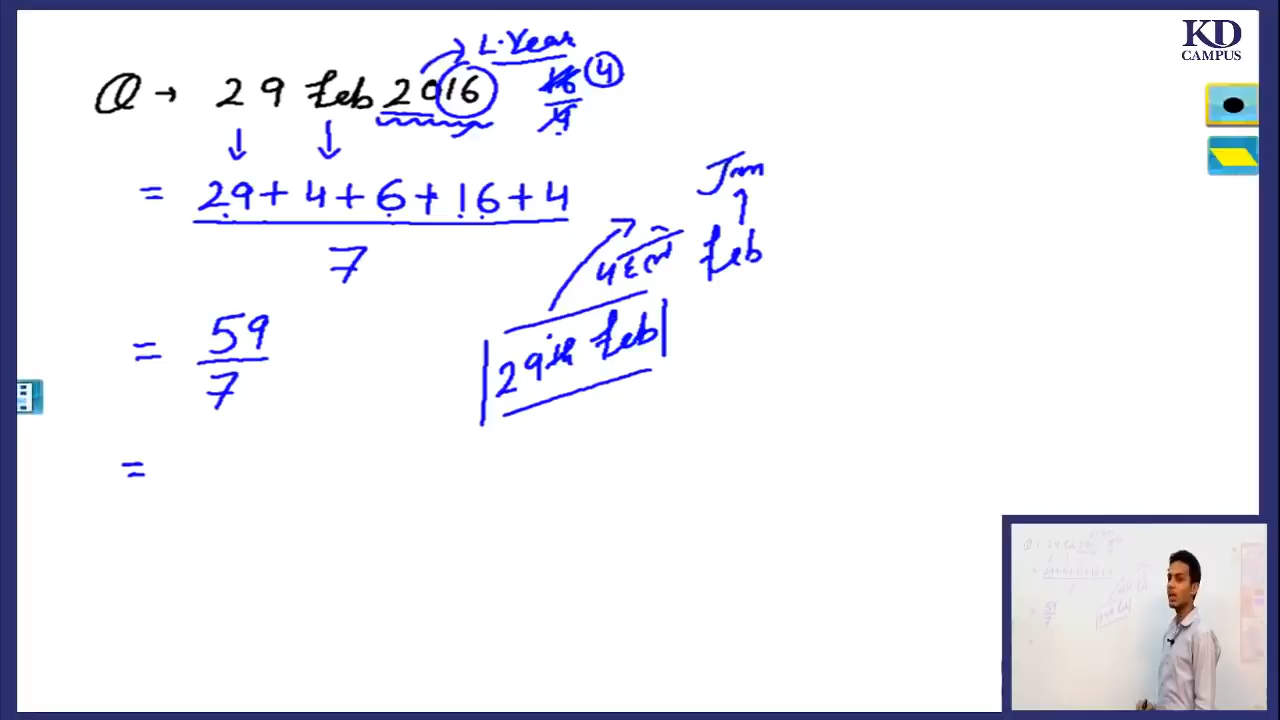 KD
CAMPUS
L.Year
Q → 29 Feb 2016 16/4 4
= 29+4+6+16+4
7
Jan
Feb
= 59
7
29th Feb
=